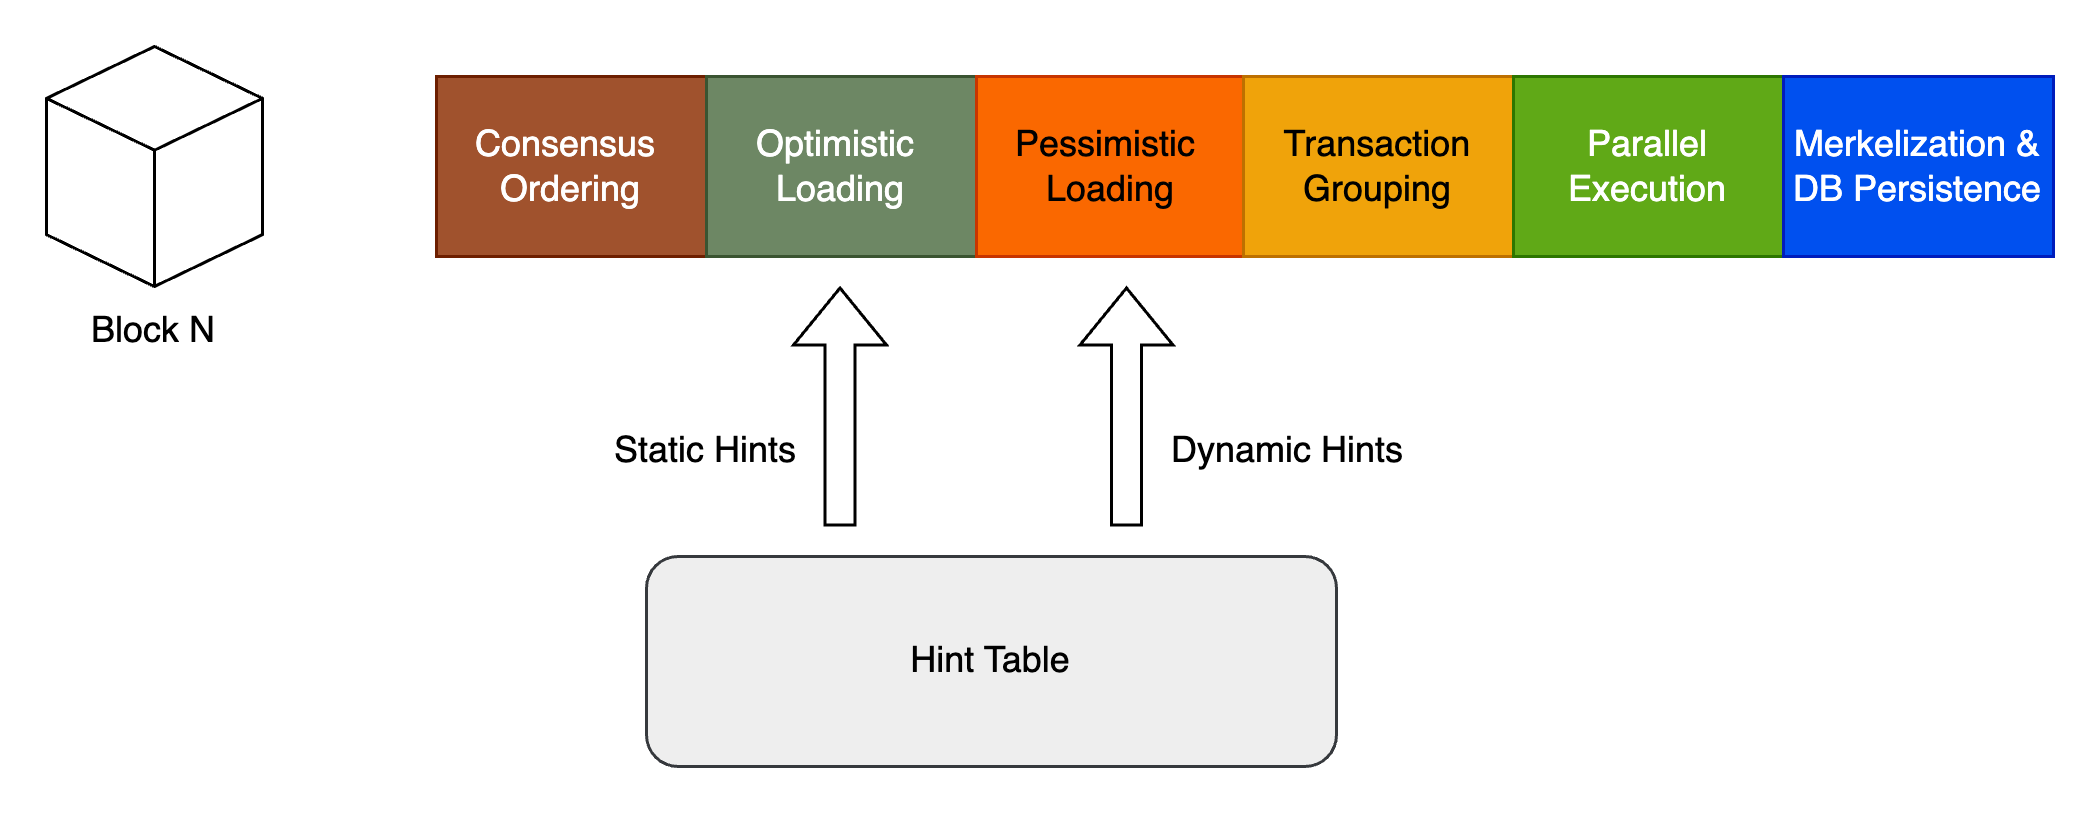 Block N
Consensus
Ordering
Optimistic
Loading
Pessimistic
Loading
Transaction
Grouping
Parallel
Execution
Merkelization &
DB Persistence
Static Hints
Dynamic Hints
Hint Table